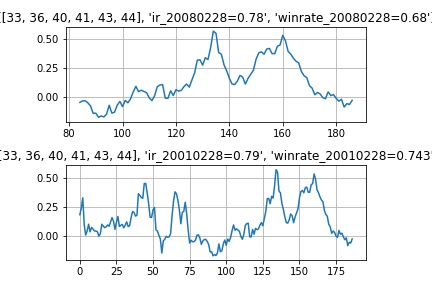 [[33, 36, 40, 41, 43, 44], 'ir_20080228=0.78', 'winrate_20080228=0.68']
0.50
0.25
0.00
80 100 120 140 160 180
[33, 36, 40, 41, 43, 44], 'ir_20010228=0.79', 'winrate_20010228=0.743'
0.50
0.25
0.00
0 25 50 75 100 125 150 175